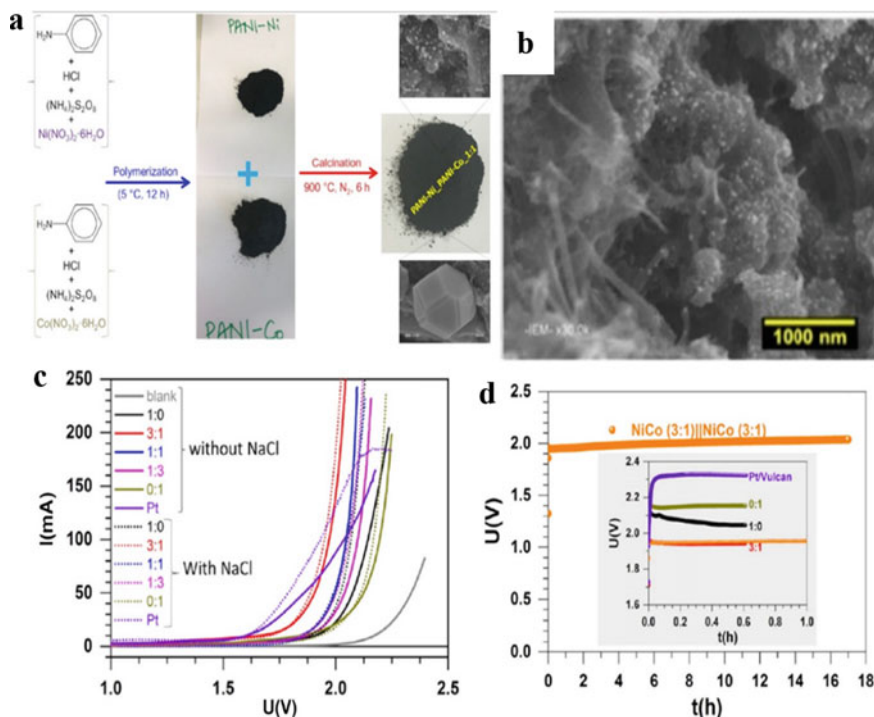 a
H₂N
+
HCl
+
(NH₄)₂S₂O₈
+
Ni(NO₃)₂·6H₂O
Polymerization
(5 °C, 12 h)
H₂N
+
HCl
+
(NH₄)₂S₂O₈
+
Co(NO₃)₂·6H₂O
PANI-Ni
+
PANI-Co
Calcination
900 °C, N₂, 6 h
PANI-Ni_PANI-Co_1:1
b
1000 nm
c
I(mA)
250
200
150
100
50
0
1.0
1.5
2.0
2.5
U(V)
blank
1:0
3:1
1:1
1:3
0:1
Pt
without NaCl
1:0
3:1
1:1
1:3
0:1
Pt
With NaCl
d
U(V)
2.5
2.0
1.5
1.0
0.5
0.0
0 2 4 6 8 10 12 14 16 18
t(h)
NiCo (3:1)||NiCo (3:1)
U(V)
2.4
2.2
2.0
1.8
1.6
0.0 0.2 0.4 0.6 0.8 1.0
t(h)
Pt/Vulcan
0:1
1:0
3:1